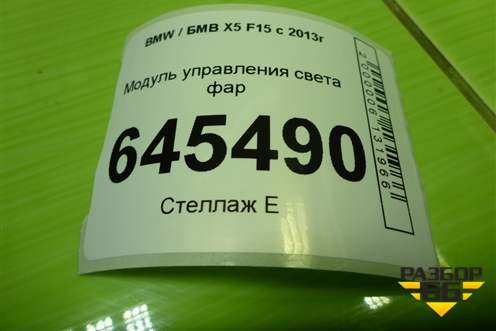 BMW / БМВ X5 F15 с 2013г
Модуль управления света
фар
645490
Стеллаж Е
2000006131966
РАЗБОР
66